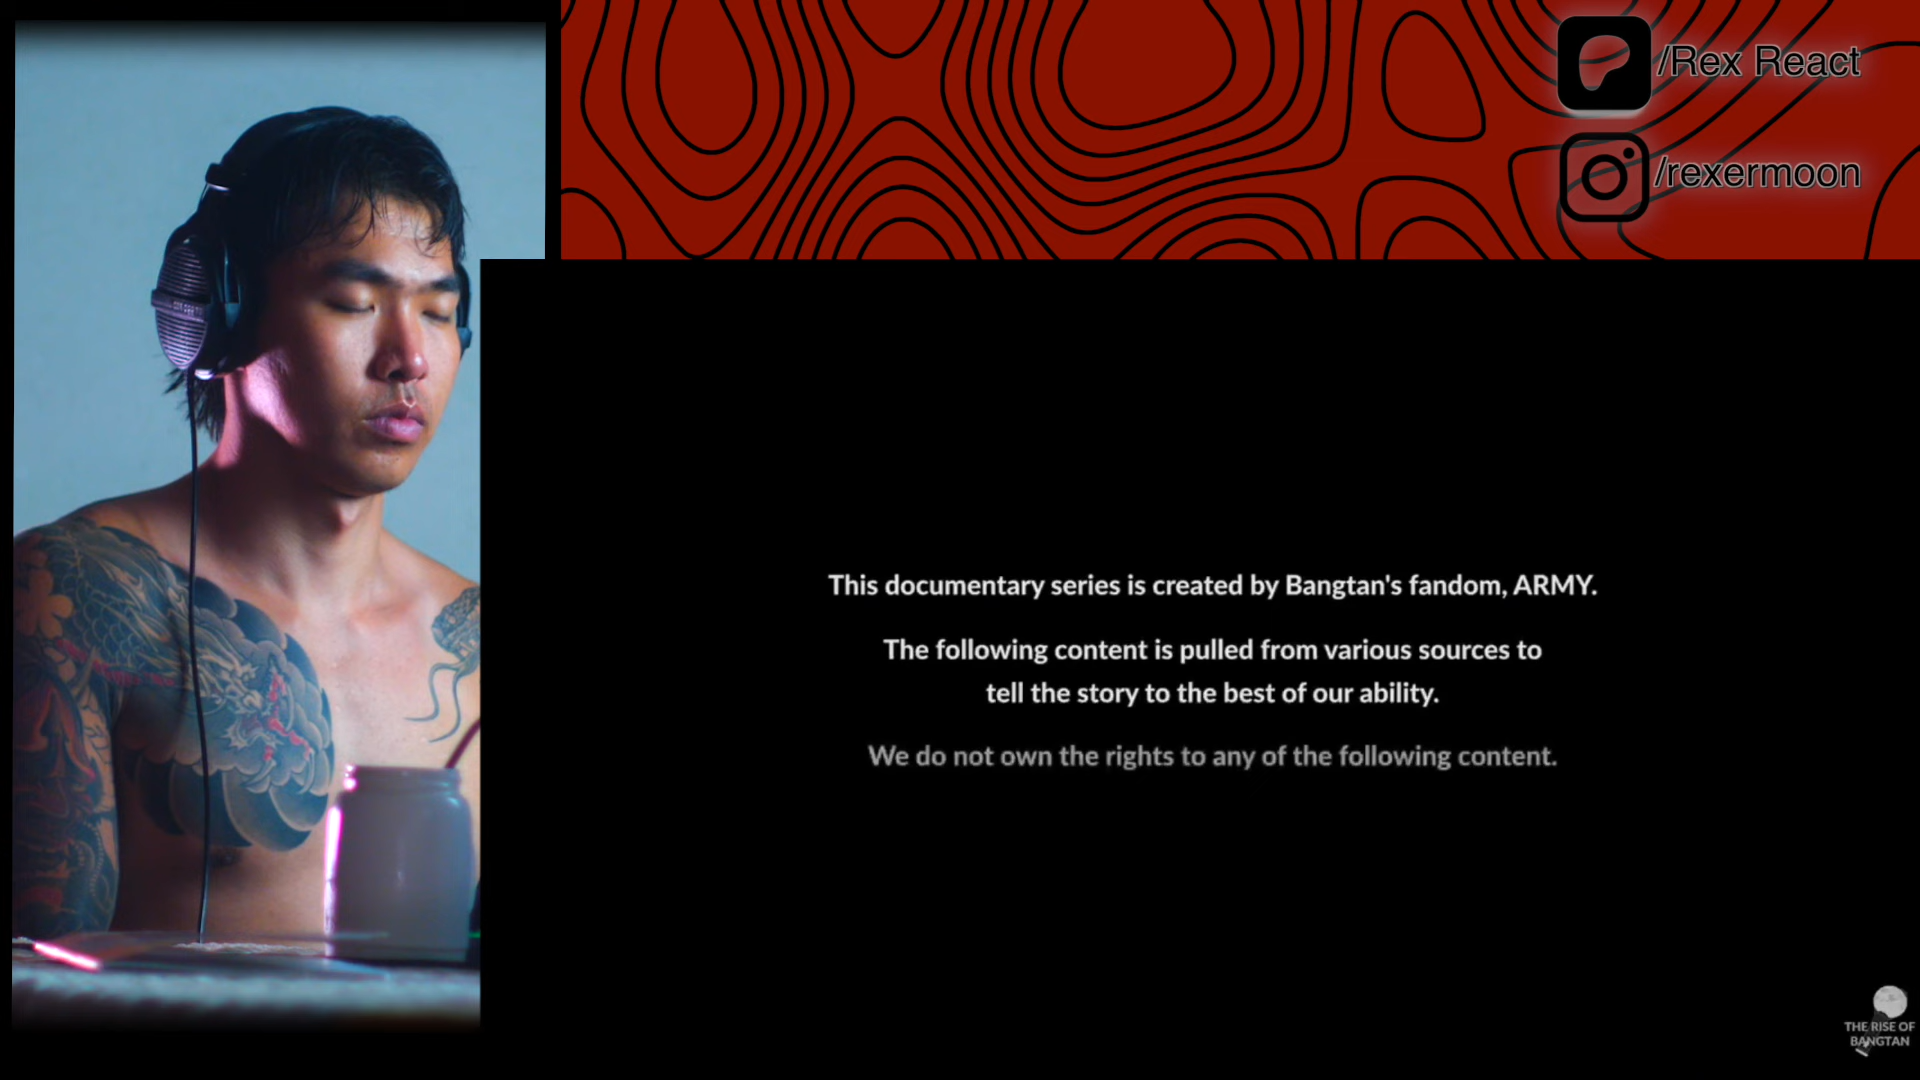 /Rex React
/rexermoon
This documentary series is created by Bangtan's fandom, ARMY.
The following content is pulled from various sources to
tell the story to the best of our ability.
We do not own the rights to any of the following content.
THE RISE OF
BANGTAN